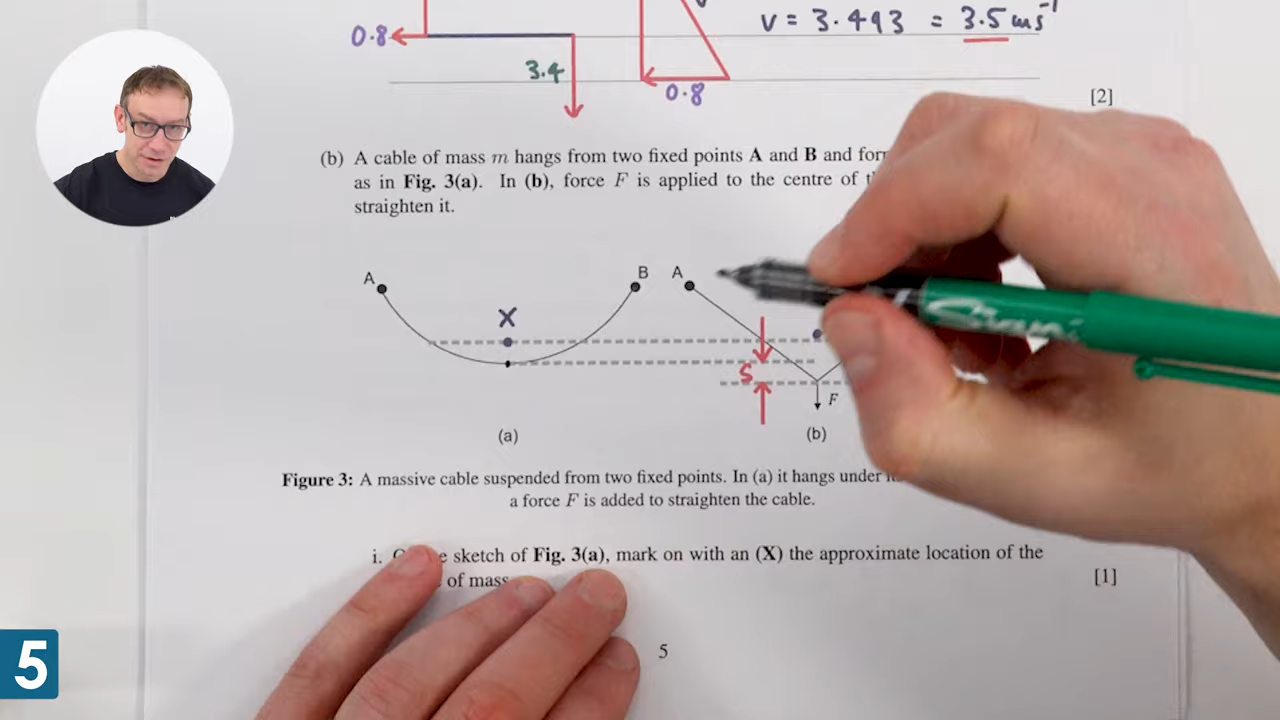 v = 3.493 = 3.5 ms⁻¹
0.8
3.4
0.8
[2]
(b) A cable of mass m hangs from two fixed points A and B and
as in Fig. 3(a). In (b), force F is applied to the centre of
straighten it.
A B A
X
S
F
(a) (b)
Figure 3: A massive cable suspended from two fixed points. In (a) it hangs under
a force F is added to straighten the cable.
i. sketch of Fig. 3(a), mark on with an (X) the approximate location of the
of mass
[1]
5
5